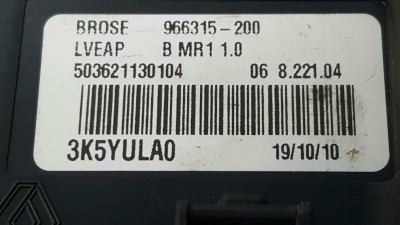 BROSE 966315-200
LVEAP B MR1 1.0
503621130104 06 8.221.04
3K5YULA0 19/10/10